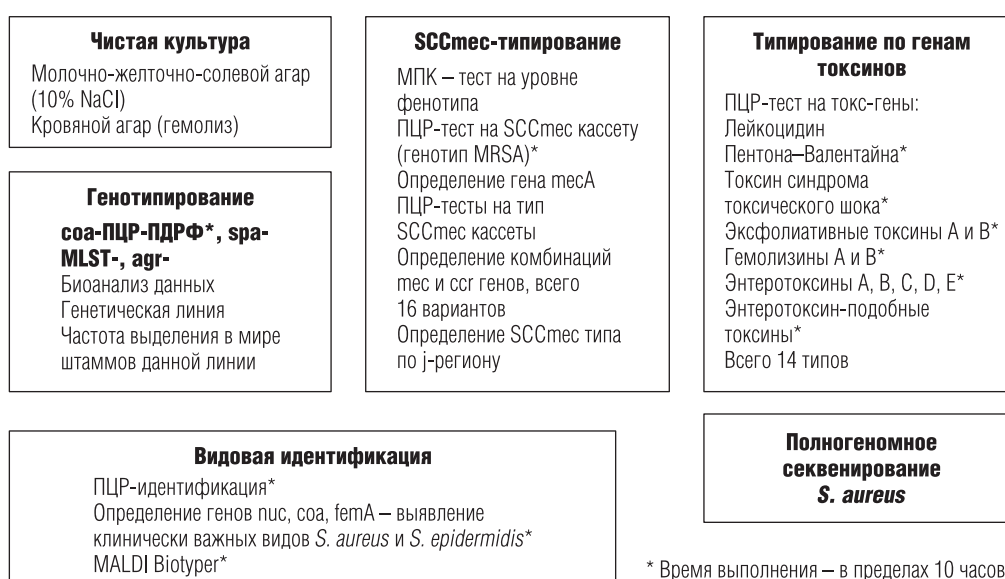 Чистая культура
Молочно-желточно-солевой агар
(10% NaCl)
Кровяной агар (гемолиз)
Генотипирование
coa-ПЦР-ПДРФ*, spa-
MLST-, agr-
Биоанализ данных
Генетическая линия
Частота выделения в мире
штаммов данной линии
SCCmec-типирование
МПК – тест на уровне
фенотипа
ПЦР-тест на SCCmec кассету
(генотип MRSA)*
Определение гена mecA
ПЦР-тесты на тип
SCCmec кассеты
Определение комбинаций
mec и ccr генов, всего
16 вариантов
Определение SCCmec типа
по j-региону
Типирование по генам
токсинов
ПЦР-тест на токс-гены:
Лейкоцидин
Пентона–Валентайна*
Токсин синдрома
токсического шока*
Эксфолиативные токсины А и В*
Гемолизины А и В*
Энтеротоксины A, B, C, D, E*
Энтеротоксин-подобные
токсины*
Всего 14 типов
Видовая идентификация
ПЦР-идентификация*
Определение генов nuc, coa, femA – выявление
клинически важных видов S. aureus и S. epidermidis*
MALDI Biotyper*
Полногеномное
секвенирование
S. aureus
* Время выполнения – в пределах 10 часов